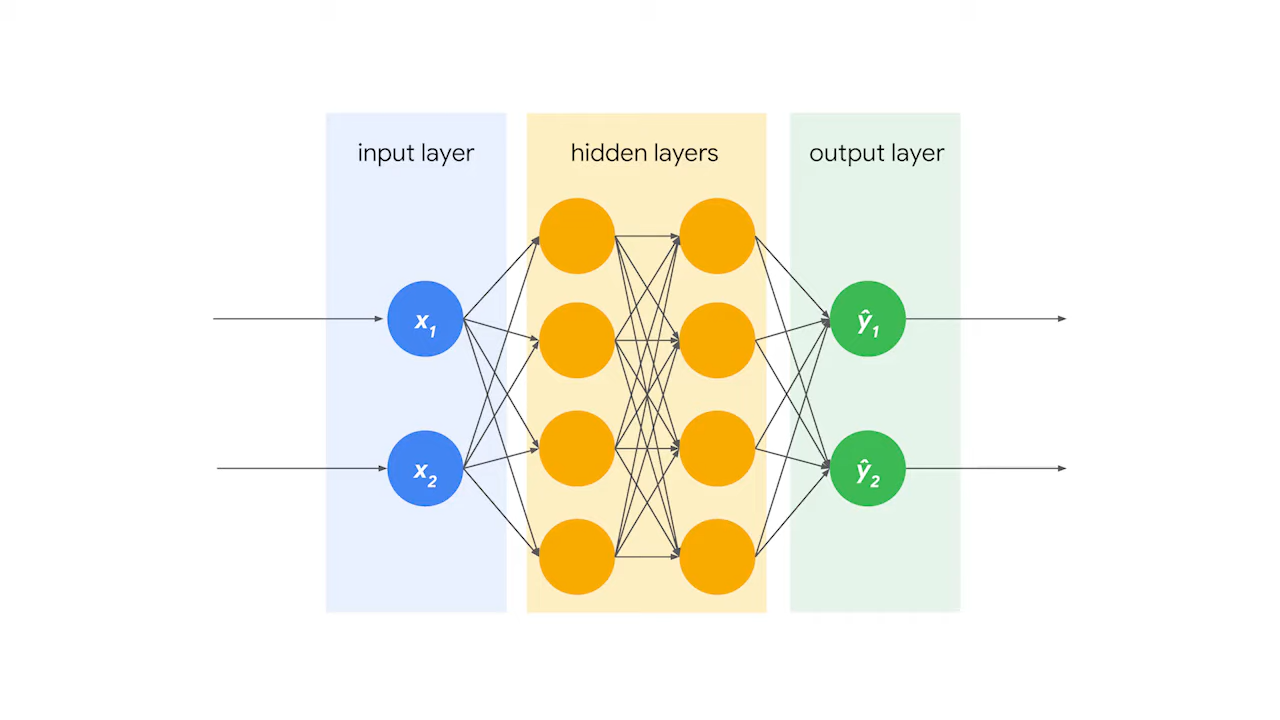 input layer
hidden layers
output layer
x₁
ŷ₁
x₂
ŷ₂